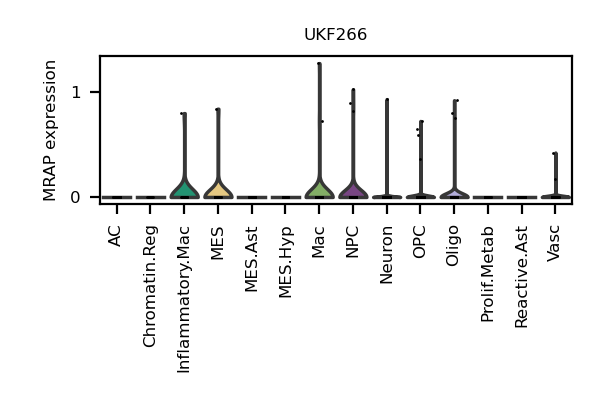 UKF266
MRAP expression
1
0
AC
Chromatin.Reg
Inflammatory.Mac
MES
MES.Ast
MES.Hyp
Mac
NPC
Neuron
OPC
Oligo
Prolif.Metab
Reactive.Ast
Vasc